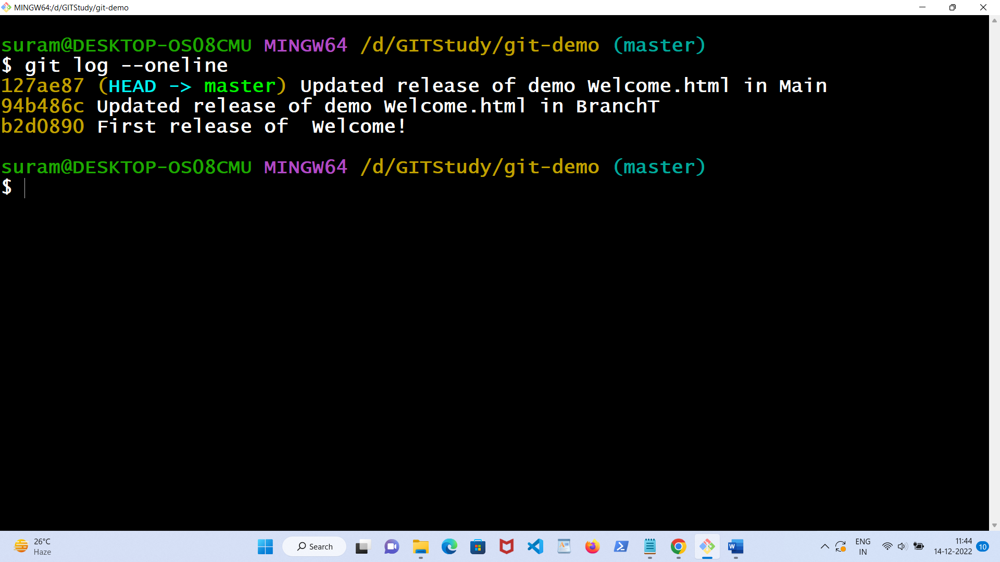 MINGW64:/d/GITStudy/git-demo
suram@DESKTOP-OS08CMU MINGW64 /d/GITStudy/git-demo (master)
$ git log --oneline
127ae87 (HEAD -> master) Updated release of demo Welcome.html in Main
94b486c Updated release of demo Welcome.html in BranchT
b2d0890 First release of  Welcome!
suram@DESKTOP-OS08CMU MINGW64 /d/GITStudy/git-demo (master)
$
26°C
Haze
Search
W
ENG
IN
11:44
14-12-2022
10